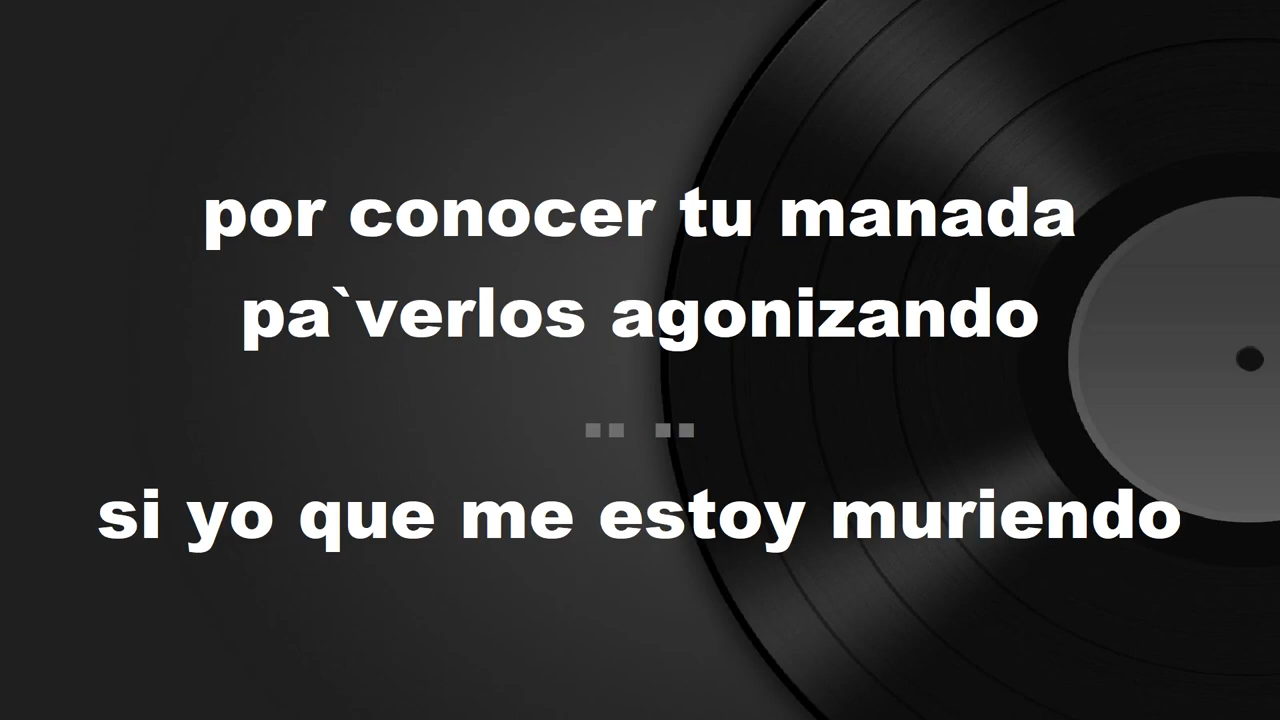 por conocer tu manada
pa`verlos agonizando
si yo que me estoy muriendo